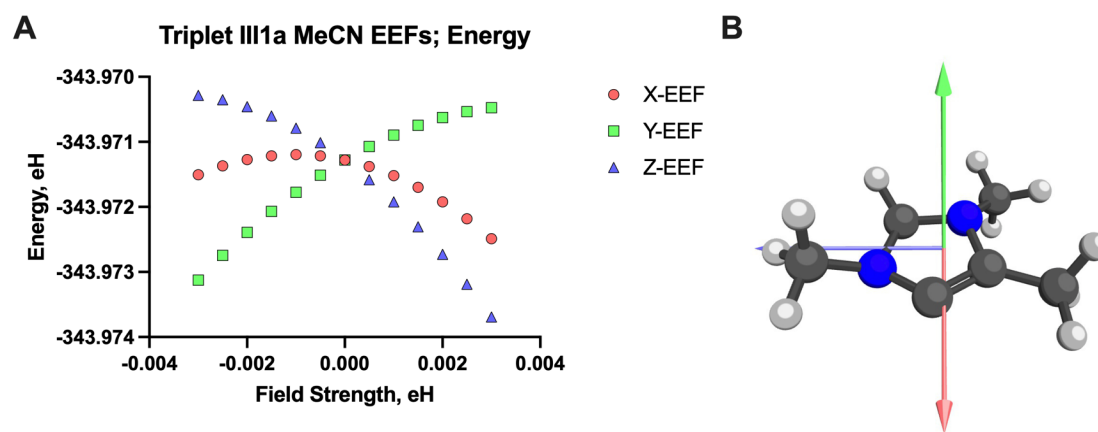 A
Triplet III1a MeCN EEFs; Energy
-343.970
-343.971
-343.972
-343.973
-343.974
Energy, eH
-0.004
-0.002
0.000
0.002
0.004
Field Strength, eH
X-EEF
Y-EEF
Z-EEF
B